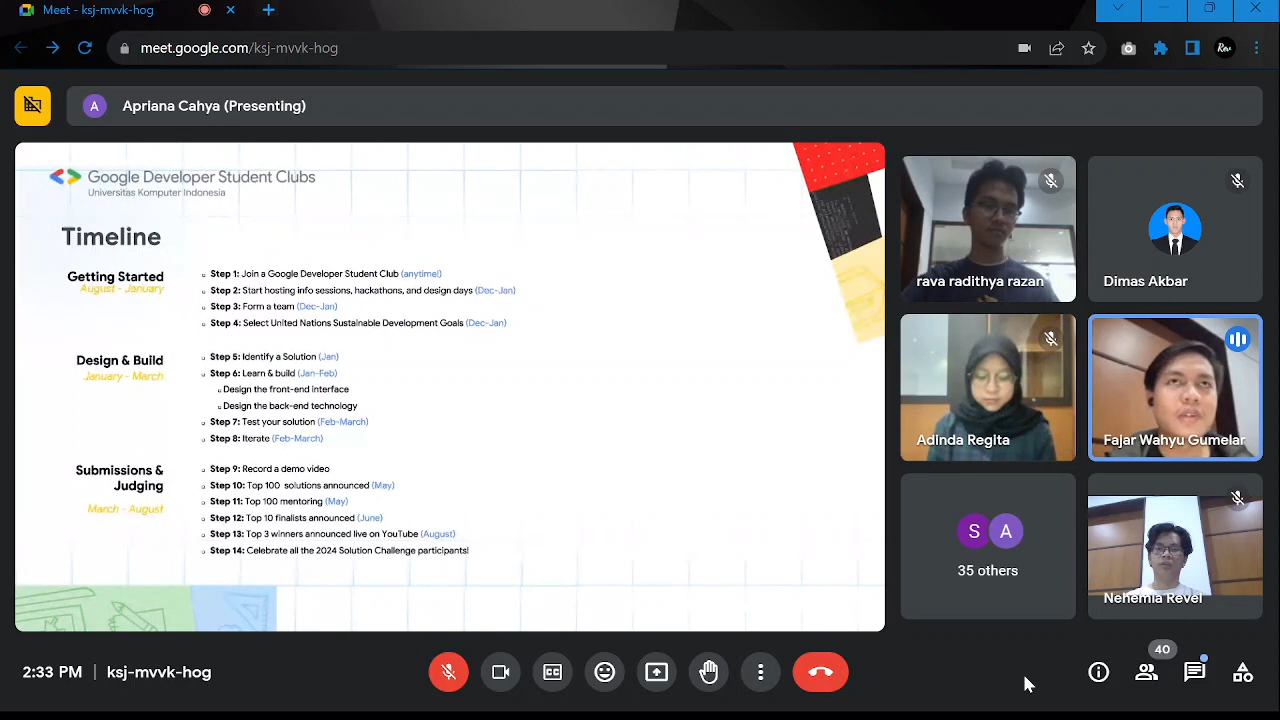 Meet - ksj-mvvk-hog
meet.google.com/ksj-mvvk-hog
Rev
A Apriana Cahya (Presenting)
Google Developer Student Clubs
Universitas Komputer Indonesia
Timeline
Getting Started
August - January
Step 1: Join a Google Developer Student Club (anytime!)
Step 2: Start hosting info sessions, hackathons, and design days (Dec-Jan)
Step 3: Form a team (Dec-Jan)
Step 4: Select United Nations Sustainable Development Goals (Dec-Jan)
Design & Build
January - March
Step 5: Identify a Solution (Jan)
Step 6: Learn & build (Jan-Feb)
Design the front-end interface
Design the back-end technology
Step 7: Test your solution (Feb-March)
Step 8: Iterate (Feb-March)
Submissions &
Judging
March - August
Step 9: Record a demo video
Step 10: Top 100 solutions announced (May)
Step 11: Top 100 mentoring (May)
Step 12: Top 10 finalists announced (June)
Step 13: Top 3 winners announced live on YouTube (August)
Step 14: Celebrate all the 2024 Solution Challenge participants!
rava radithya razan
Dimas Akbar
Adinda Regita
Fajar Wahyu Gumelar
S A
35 others
Nehemia Revel
2:33 PM | ksj-mvvk-hog
CC
40